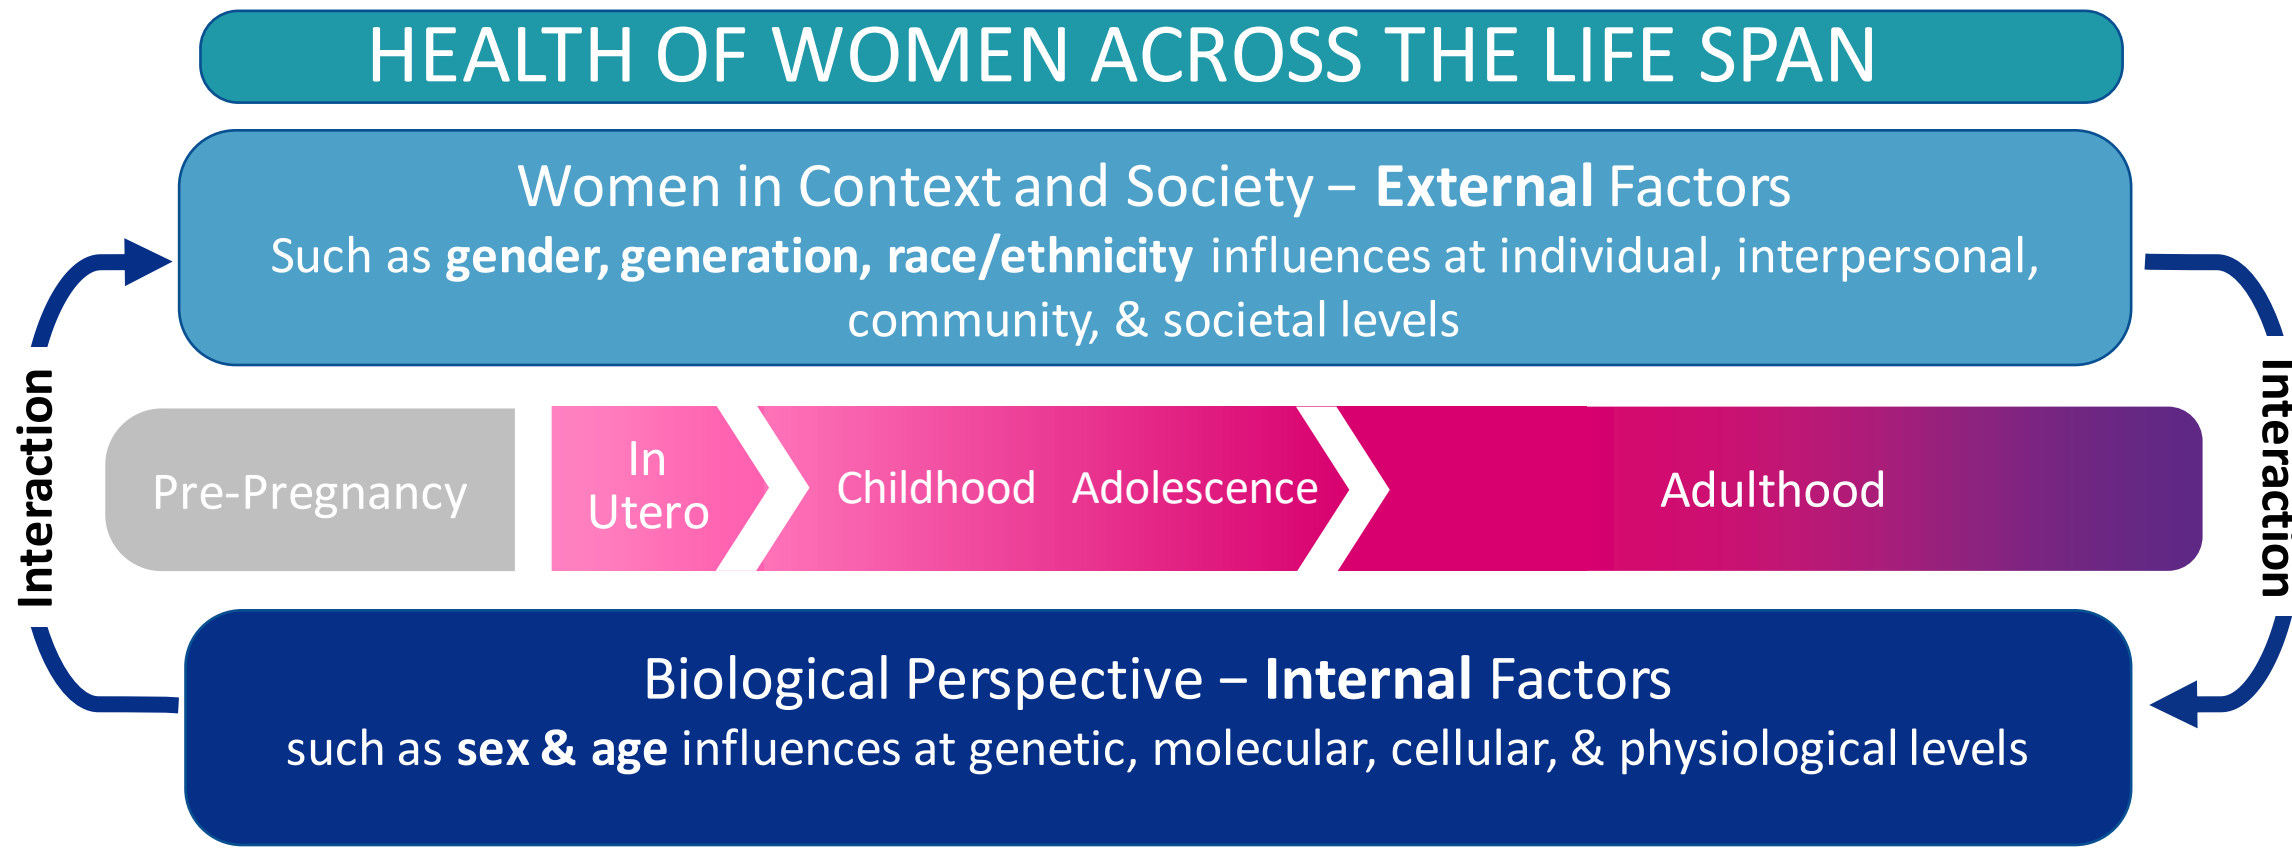 HEALTH OF WOMEN ACROSS THE LIFE SPAN
Women in Context and Society – External Factors
Such as gender, generation, race/ethnicity influences at individual, interpersonal,
community, & societal levels
Interaction
Pre-Pregnancy
In
Utero
Childhood
Adolescence
Adulthood
Interaction
Biological Perspective – Internal Factors
such as sex & age influences at genetic, molecular, cellular, & physiological levels